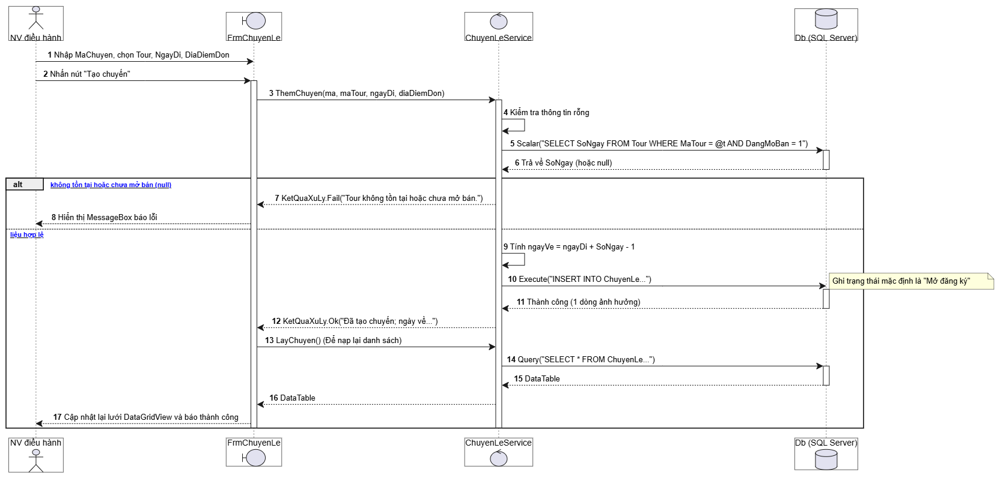 NV điều hành
FrmChuyenLe
ChuyenLeService
Db (SQL Server)
1 Nhập MaChuyen, chọn Tour, NgayDi, DiaDiemDon
2 Nhấn nút "Tạo chuyến"
3 ThemChuyen(ma, maTour, ngayDi, diaDiemDon)
4 Kiểm tra thông tin rỗng
5 Scalar("SELECT SoNgay FROM Tour WHERE MaTour = @t AND DangMoBan = 1")
6 Trả về SoNgay (hoặc null)
alt
không tồn tại hoặc chưa mở bán (null)
7 KetQuaXuLy.Fail("Tour không tồn tại hoặc chưa mở bán.")
8 Hiển thị MessageBox báo lỗi
liệu hợp lệ
9 Tính ngayVe = ngayDi + SoNgay - 1
10 Execute("INSERT INTO ChuyenLe...")
Ghi trạng thái mặc định là "Mở đăng ký"
11 Thành công (1 dòng ảnh hưởng)
12 KetQuaXuLy.Ok("Đã tạo chuyến; ngày về...")
13 LayChuyen() (Để nạp lại danh sách)
14 Query("SELECT * FROM ChuyenLe...")
15 DataTable
16 DataTable
17 Cập nhật lại lưới DataGridView và báo thành công
NV điều hành
FrmChuyenLe
ChuyenLeService
Db (SQL Server)